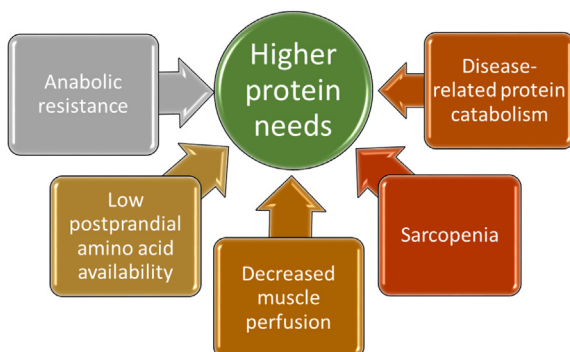 Higher
protein
needs
Anabolic
resistance
Disease-
related protein
catabolism
Low
postprandial
amino acid
availability
Decreased
muscle
perfusion
Sarcopenia